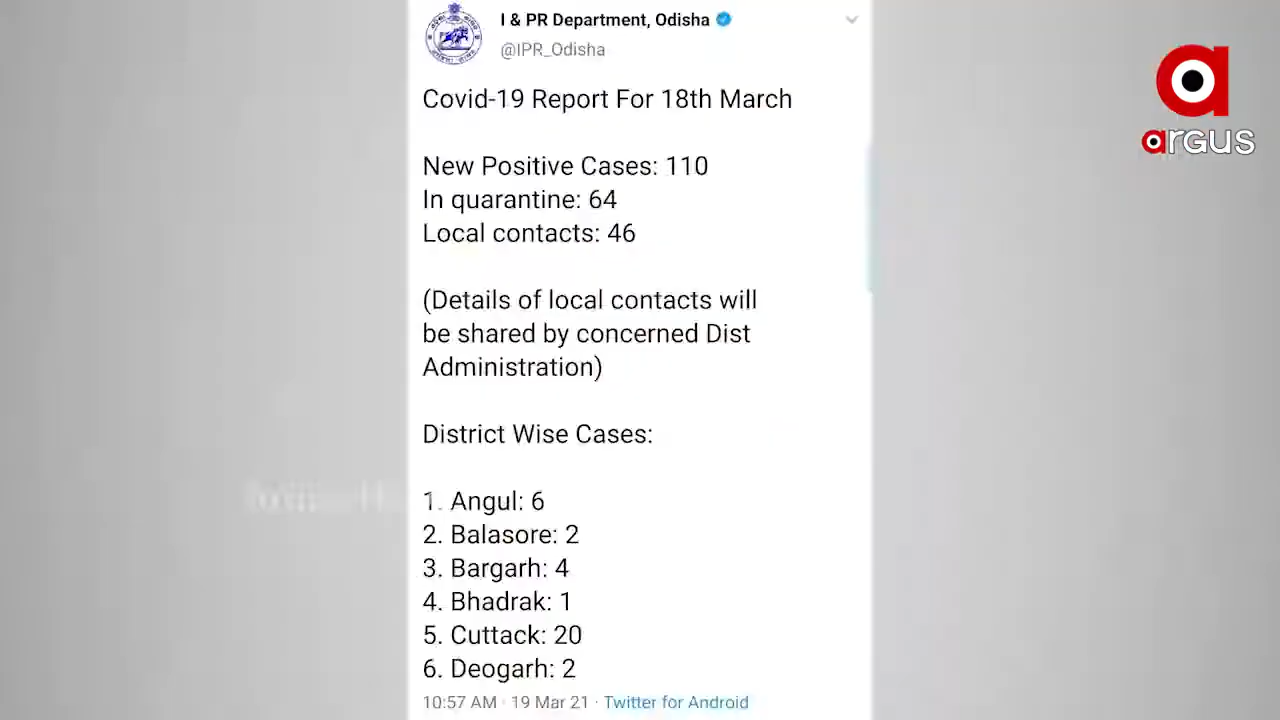 I & PR Department, Odisha
@IPR_Odisha
argus
Covid-19 Report For 18th March
New Positive Cases: 110
In quarantine: 64
Local contacts: 46
(Details of local contacts will
be shared by concerned Dist
Administration)
District Wise Cases:
1. Angul: 6
2. Balasore: 2
3. Bargarh: 4
4. Bhadrak: 1
5. Cuttack: 20
6. Deogarh: 2
10:57 AM · 19 Mar 21 · Twitter for Android